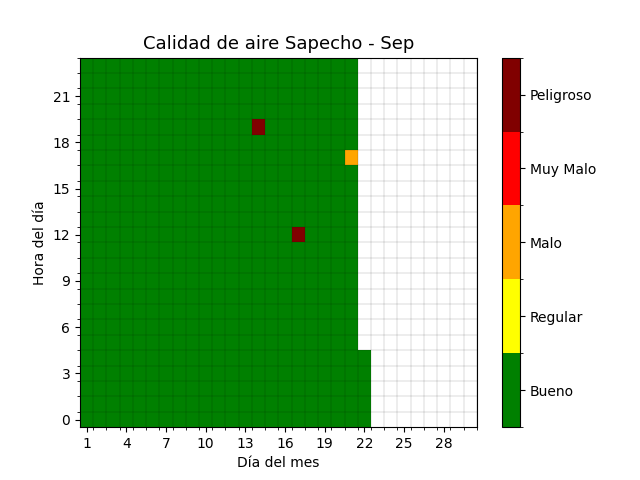 Calidad de aire Sapecho - Sep
Hora del día
21
18
15
12
9
6
3
0
1 4 7 10 13 16 19 22 25 28
Día del mes
Peligroso
Muy Malo
Malo
Regular
Bueno